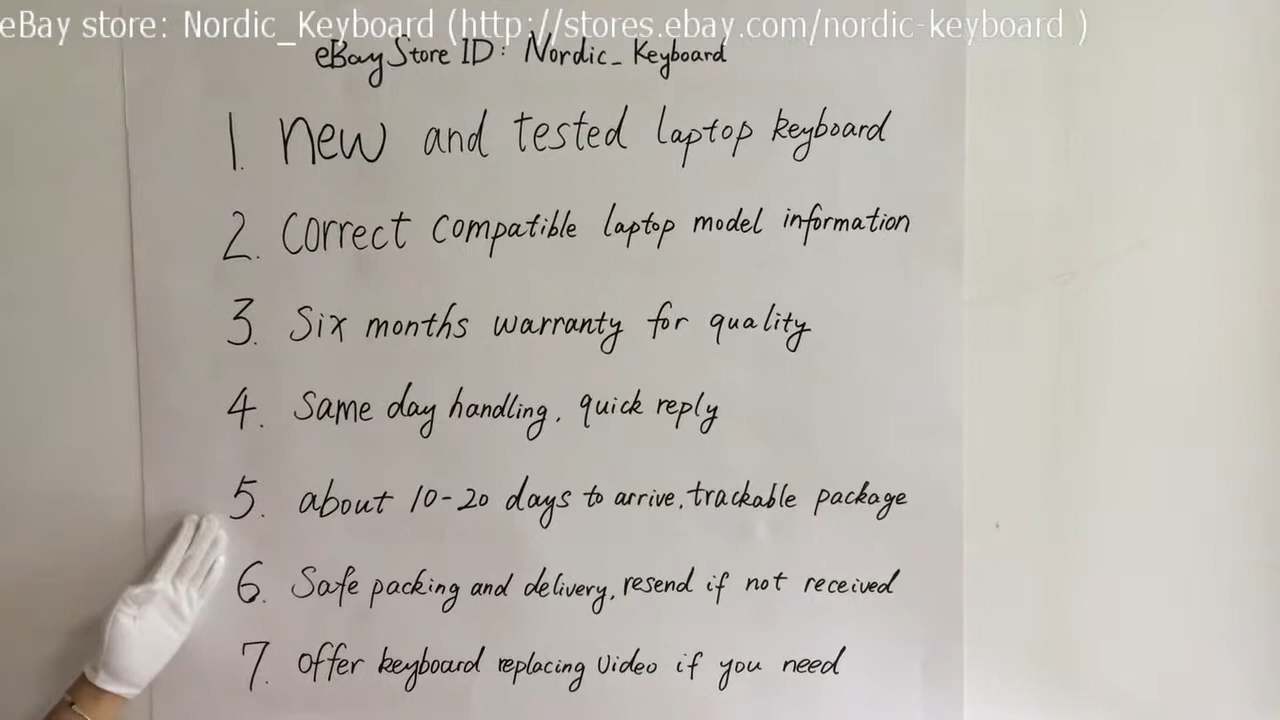 eBay store: Nordic_Keyboard (http://stores.ebay.com/nordic-keyboard )
eBay Store ID: Nordic_Keyboard
1. new and tested laptop keyboard
2. Correct compatible laptop model information
3. Six months warranty for quality
4. Same day handling, quick reply
5. about 10-20 days to arrive, trackable package
6. Safe packing and delivery, resend if not received
7. Offer keyboard replacing video if you need